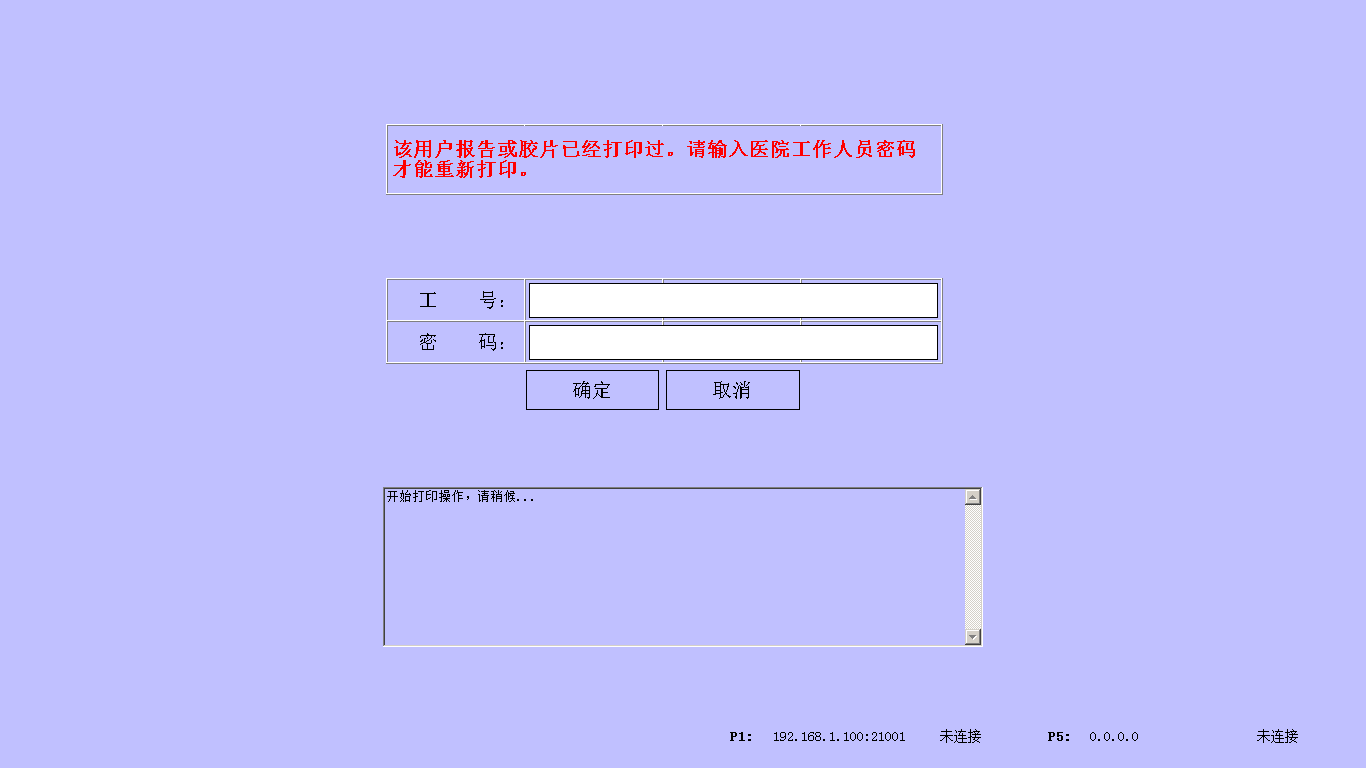 该用户报告或胶片已经打印过。请输入医院工作人员密码
才能重新打印。
工 号：
密 码：
确定 取消
开始打印操作，请稍候...
P1: 192.168.1.100:21001 未连接 P5: 0.0.0.0 未连接